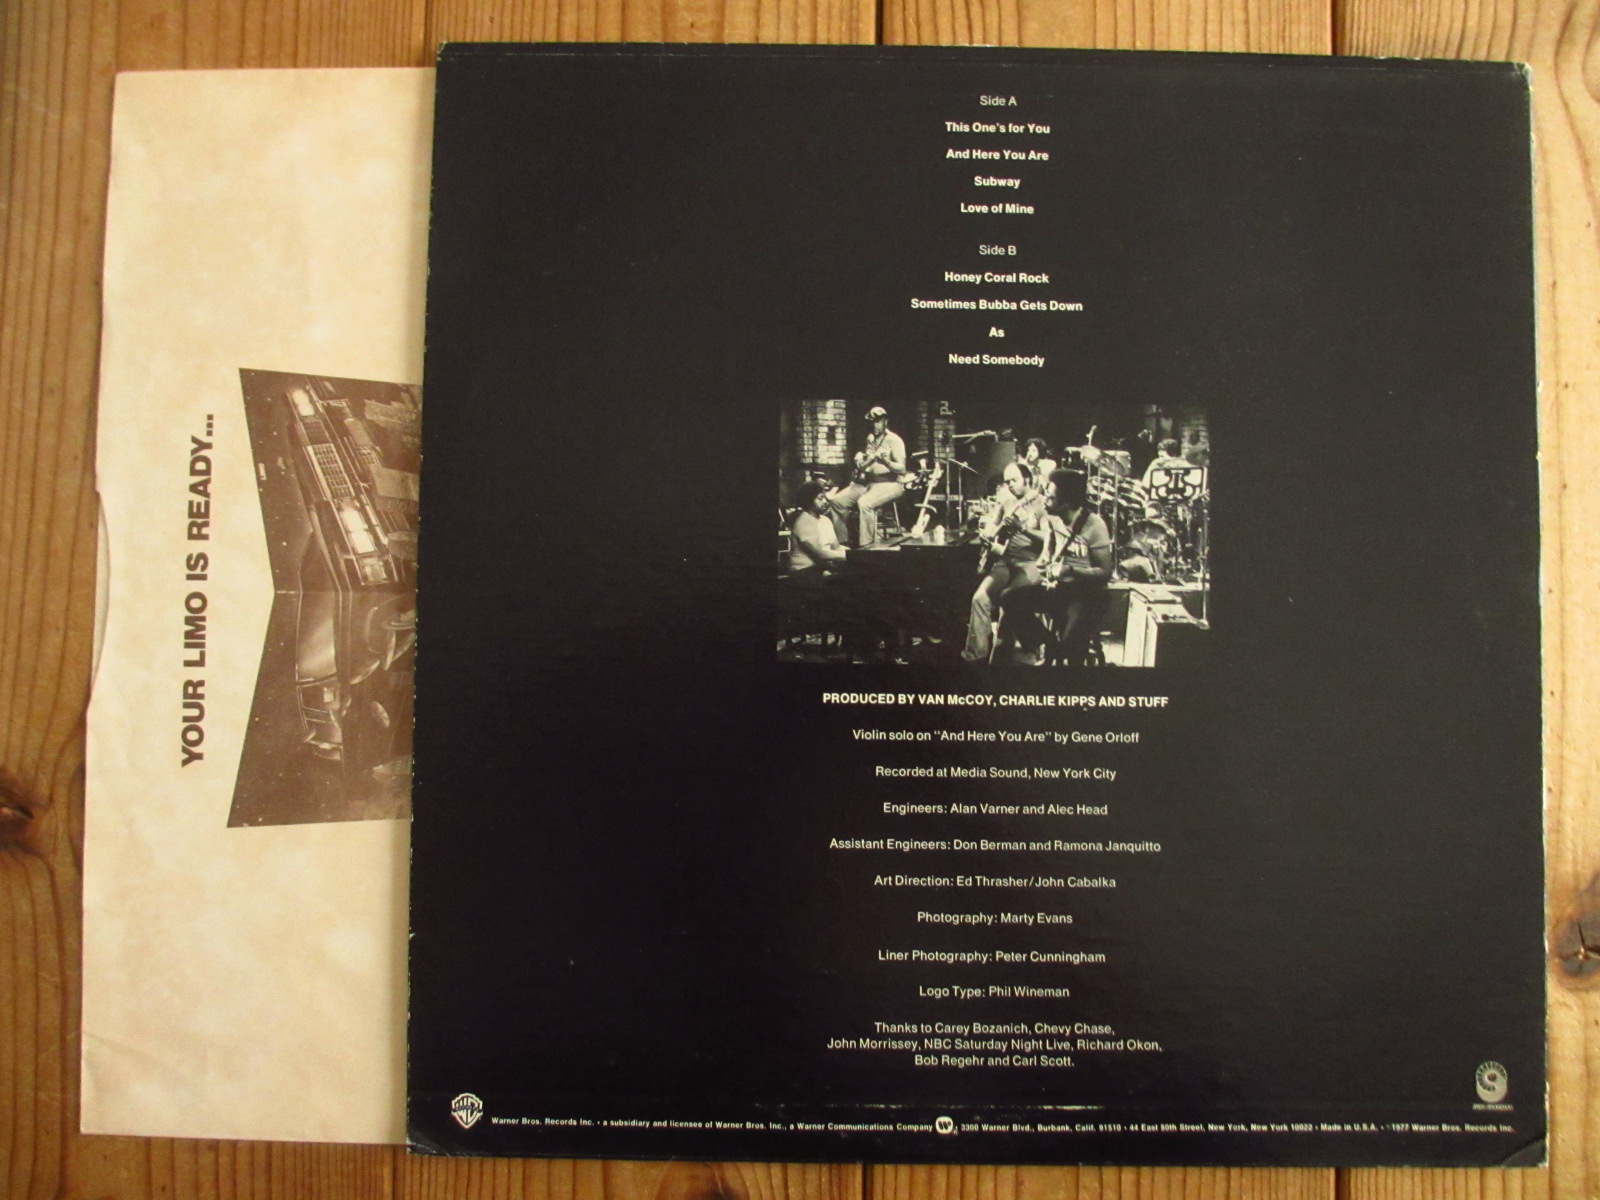 YOUR LIMO IS READY...
Side A
This One's for You
And Here You Are
Subway
Love of Mine
Side B
Honey Coral Rock
Sometimes Bubba Gets Down
As
Need Somebody
PRODUCED BY VAN McCOY, CHARLIE KIPPS AND STUFF
Violin solo on "And Here You Are" by Gene Orloff
Recorded at Media Sound, New York City
Engineers: Alan Varner and Alec Head
Assistant Engineers: Don Berman and Ramona Janquitto
Art Direction: Ed Thrasher/John Cabalka
Photography: Marty Evans
Liner Photography: Peter Cunningham
Logo Type: Phil Wineman
Thanks to Carey Bozanich, Chevy Chase,
John Morrissey, NBC Saturday Night Live, Richard Okon,
Bob Regehr and Carl Scott.
Warner Bros. Records Inc. • a subsidiary and licensee of Warner Bros. Inc., a Warner Communications Company 3300 Warner Blvd., Burbank, Calif. 91510 • 44 East 50th Street, New York, New York 10022 • Made in U.S.A. • 1977 Warner Bros. Records Inc.